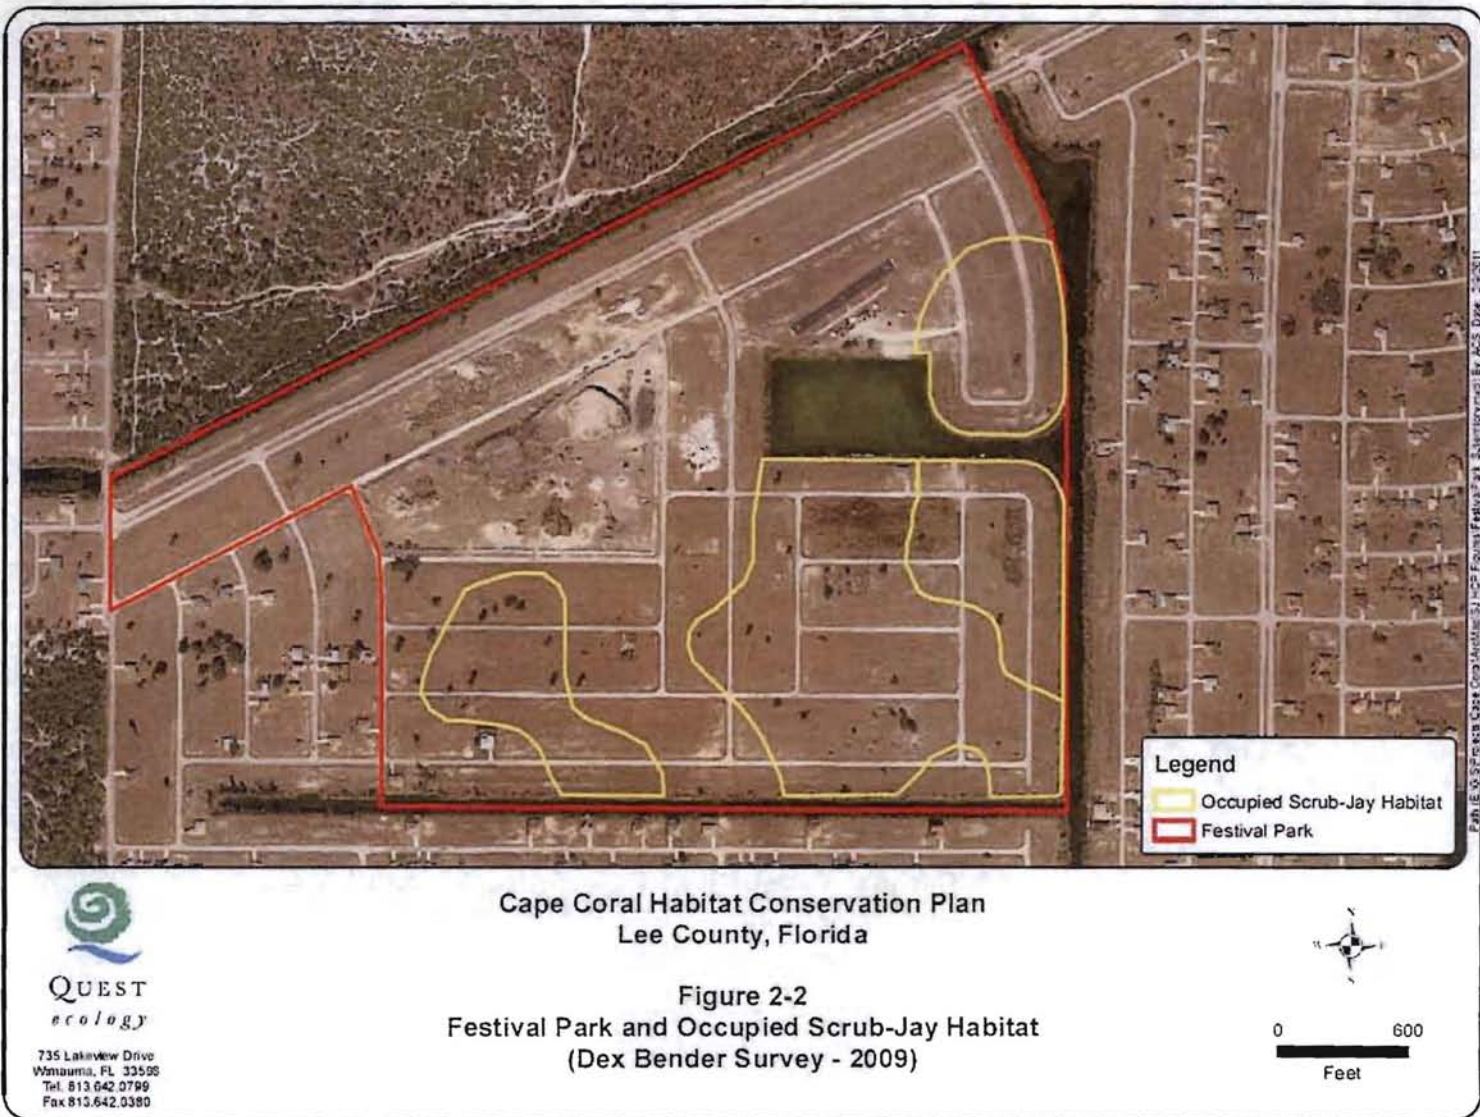 Legend
Occupied Scrub-Jay Habitat
Festival Park
Cape Coral Habitat Conservation Plan
Lee County, Florida
Figure 2-2
Festival Park and Occupied Scrub-Jay Habitat
(Dex Bender Survey - 2009)
QUEST
ecology
735 Lakeview Drive
Wimauma, FL 33598
Tel. 813.642.0799
Fax 813.642.0380
0 600
Feet